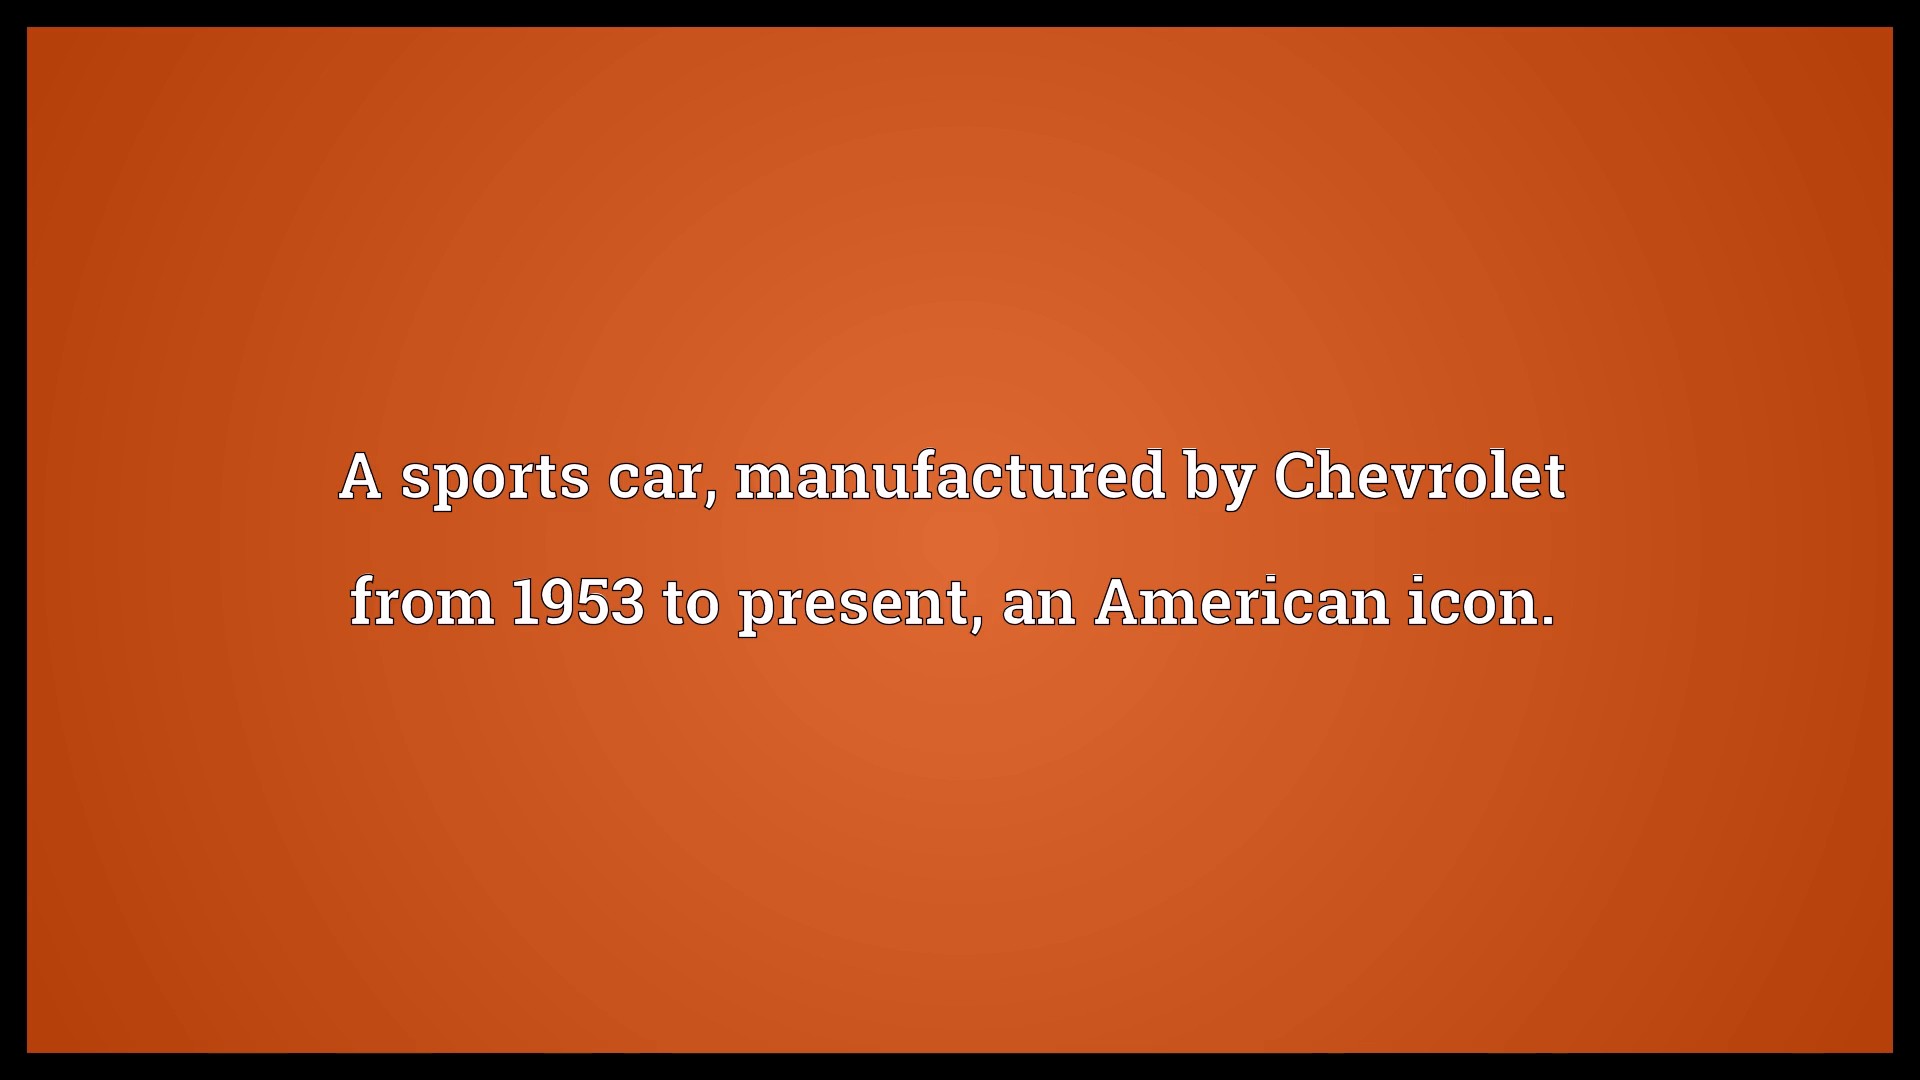 A sports car, manufactured by Chevrolet
from 1953 to present, an American icon.